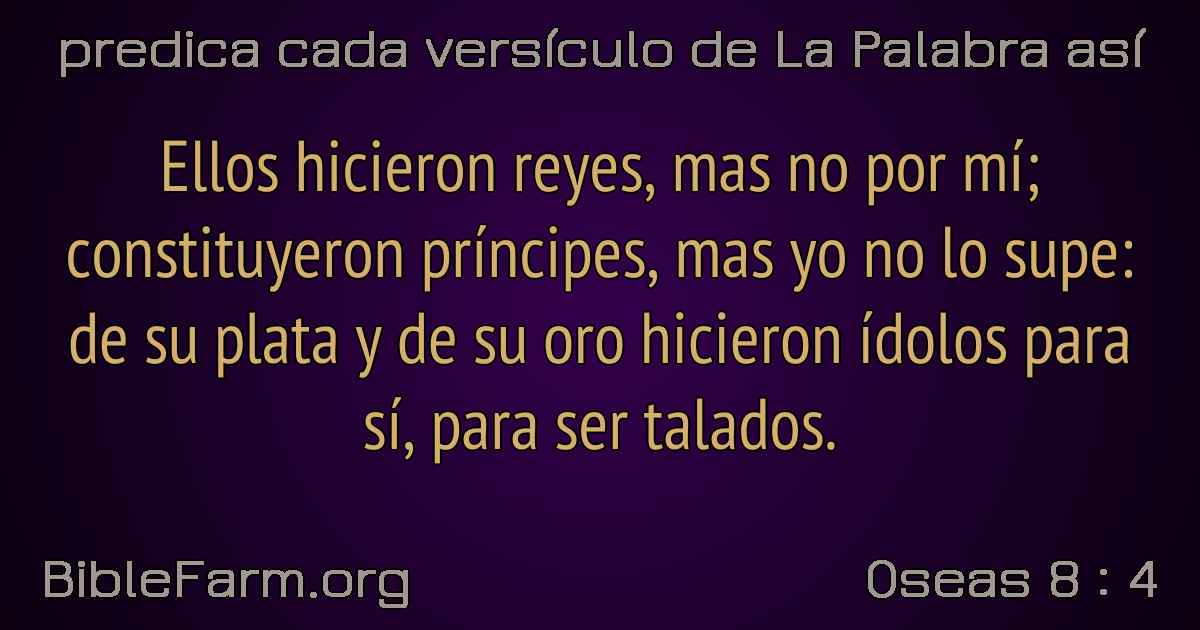 predica cada versículo de La Palabra así
Ellos hicieron reyes, mas no por mí;
constituyeron príncipes, mas yo no lo supe:
de su plata y de su oro hicieron ídolos para
sí, para ser talados.
BibleFarm.org
Oseas 8 : 4